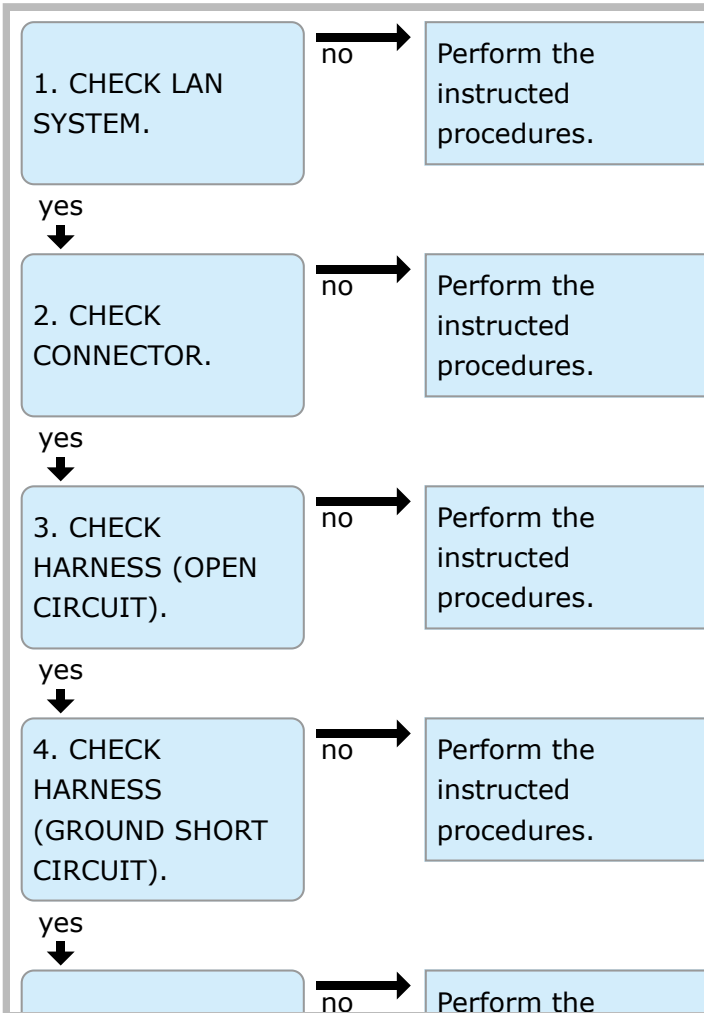 1. CHECK LAN
SYSTEM.
no
Perform the
instructed
procedures.
yes
2. CHECK
CONNECTOR.
no
Perform the
instructed
procedures.
yes
3. CHECK
HARNESS (OPEN
CIRCUIT).
no
Perform the
instructed
procedures.
yes
4. CHECK
HARNESS
(GROUND SHORT
CIRCUIT).
no
Perform the
instructed
procedures.
yes
no
Perform the